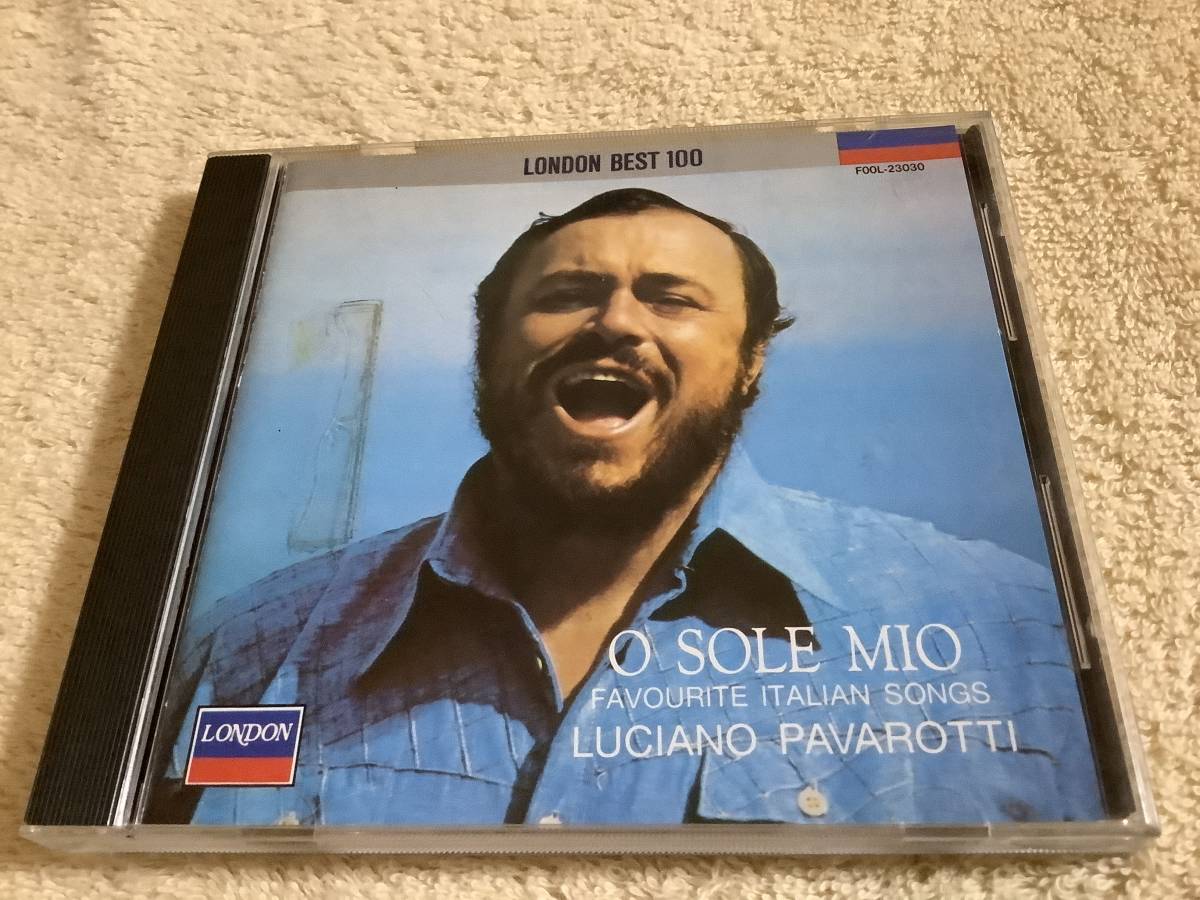 LONDON BEST 100
F00L-23030
O SOLE MIO
FAVOURITE ITALIAN SONGS
LUCIANO PAVAROTTI
LONDON